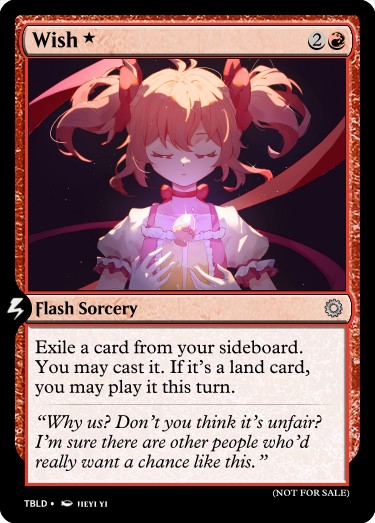 Wish ★ 2
Flash Sorcery
Exile a card from your sideboard.
You may cast it. If it's a land card,
you may play it this turn.
“Why us? Don't you think it's unfair?
I'm sure there are other people who'd
really want a chance like this.”
(NOT FOR SALE)
TBLD • HEYI YI